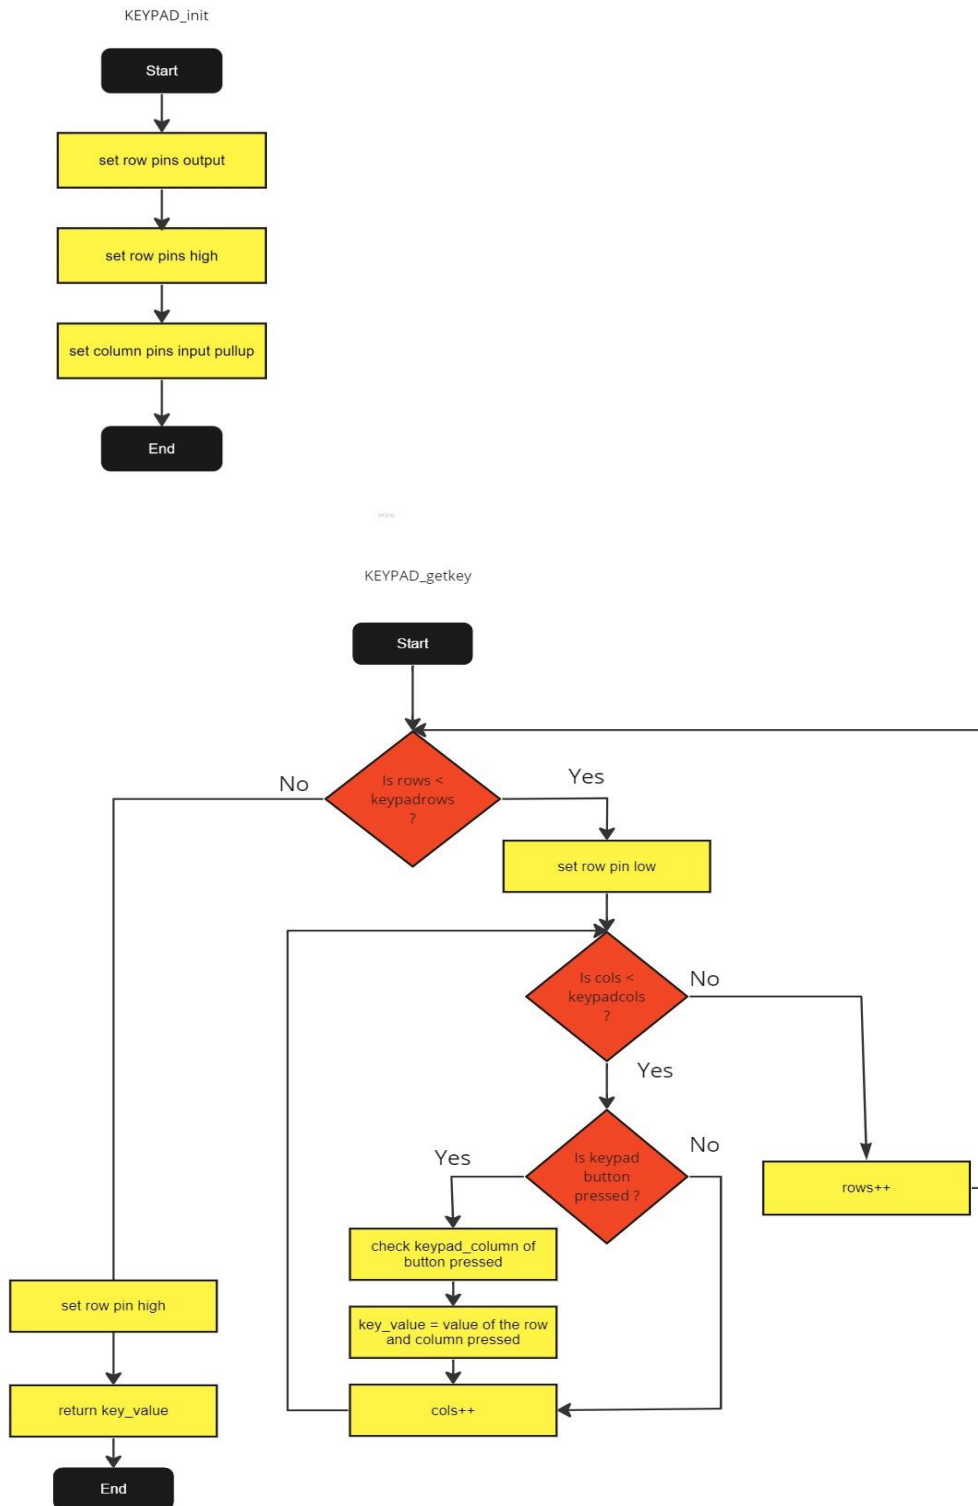 KEYPAD_init
Start
set row pins output
set row pins high
set column pins input pullup
End
miro
KEYPAD_getkey
Start
Is rows <
keypadrows
?
No
Yes
set row pin low
Is cols <
keypadcols
?
No
Yes
Is keypad
button
pressed ?
Yes
No
rows++
check keypad_column of
button pressed
key_value = value of the row
and column pressed
cols++
set row pin high
return key_value
End